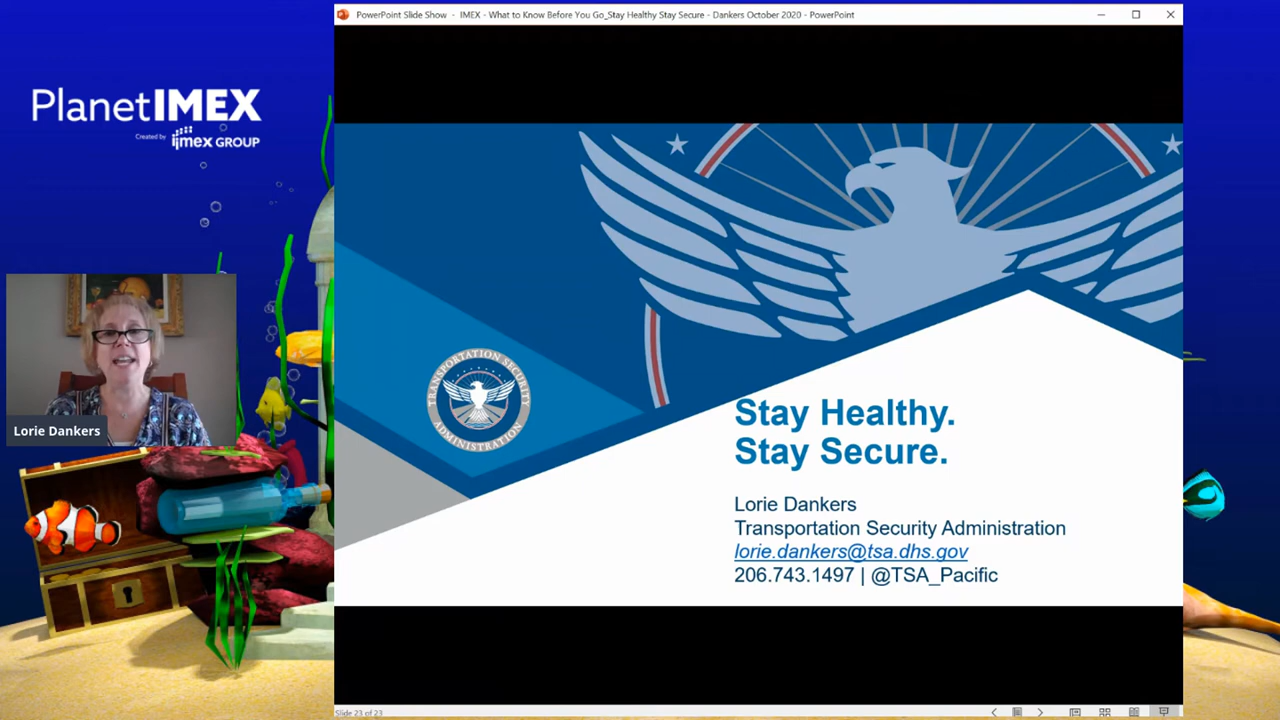 PowerPoint Slide Show - IMEX - What to Know Before You Go_Stay Healthy Stay Secure - Dankers October 2020 - PowerPoint
PlanetIMEX
Created by imex GROUP
TRANSPORTATION SECURITY ADMINISTRATION
Lorie Dankers
Stay Healthy.
Stay Secure.
Lorie Dankers
Transportation Security Administration
lorie.dankers@tsa.dhs.gov
206.743.1497 | @TSA_Pacific
Slide 23 of 23